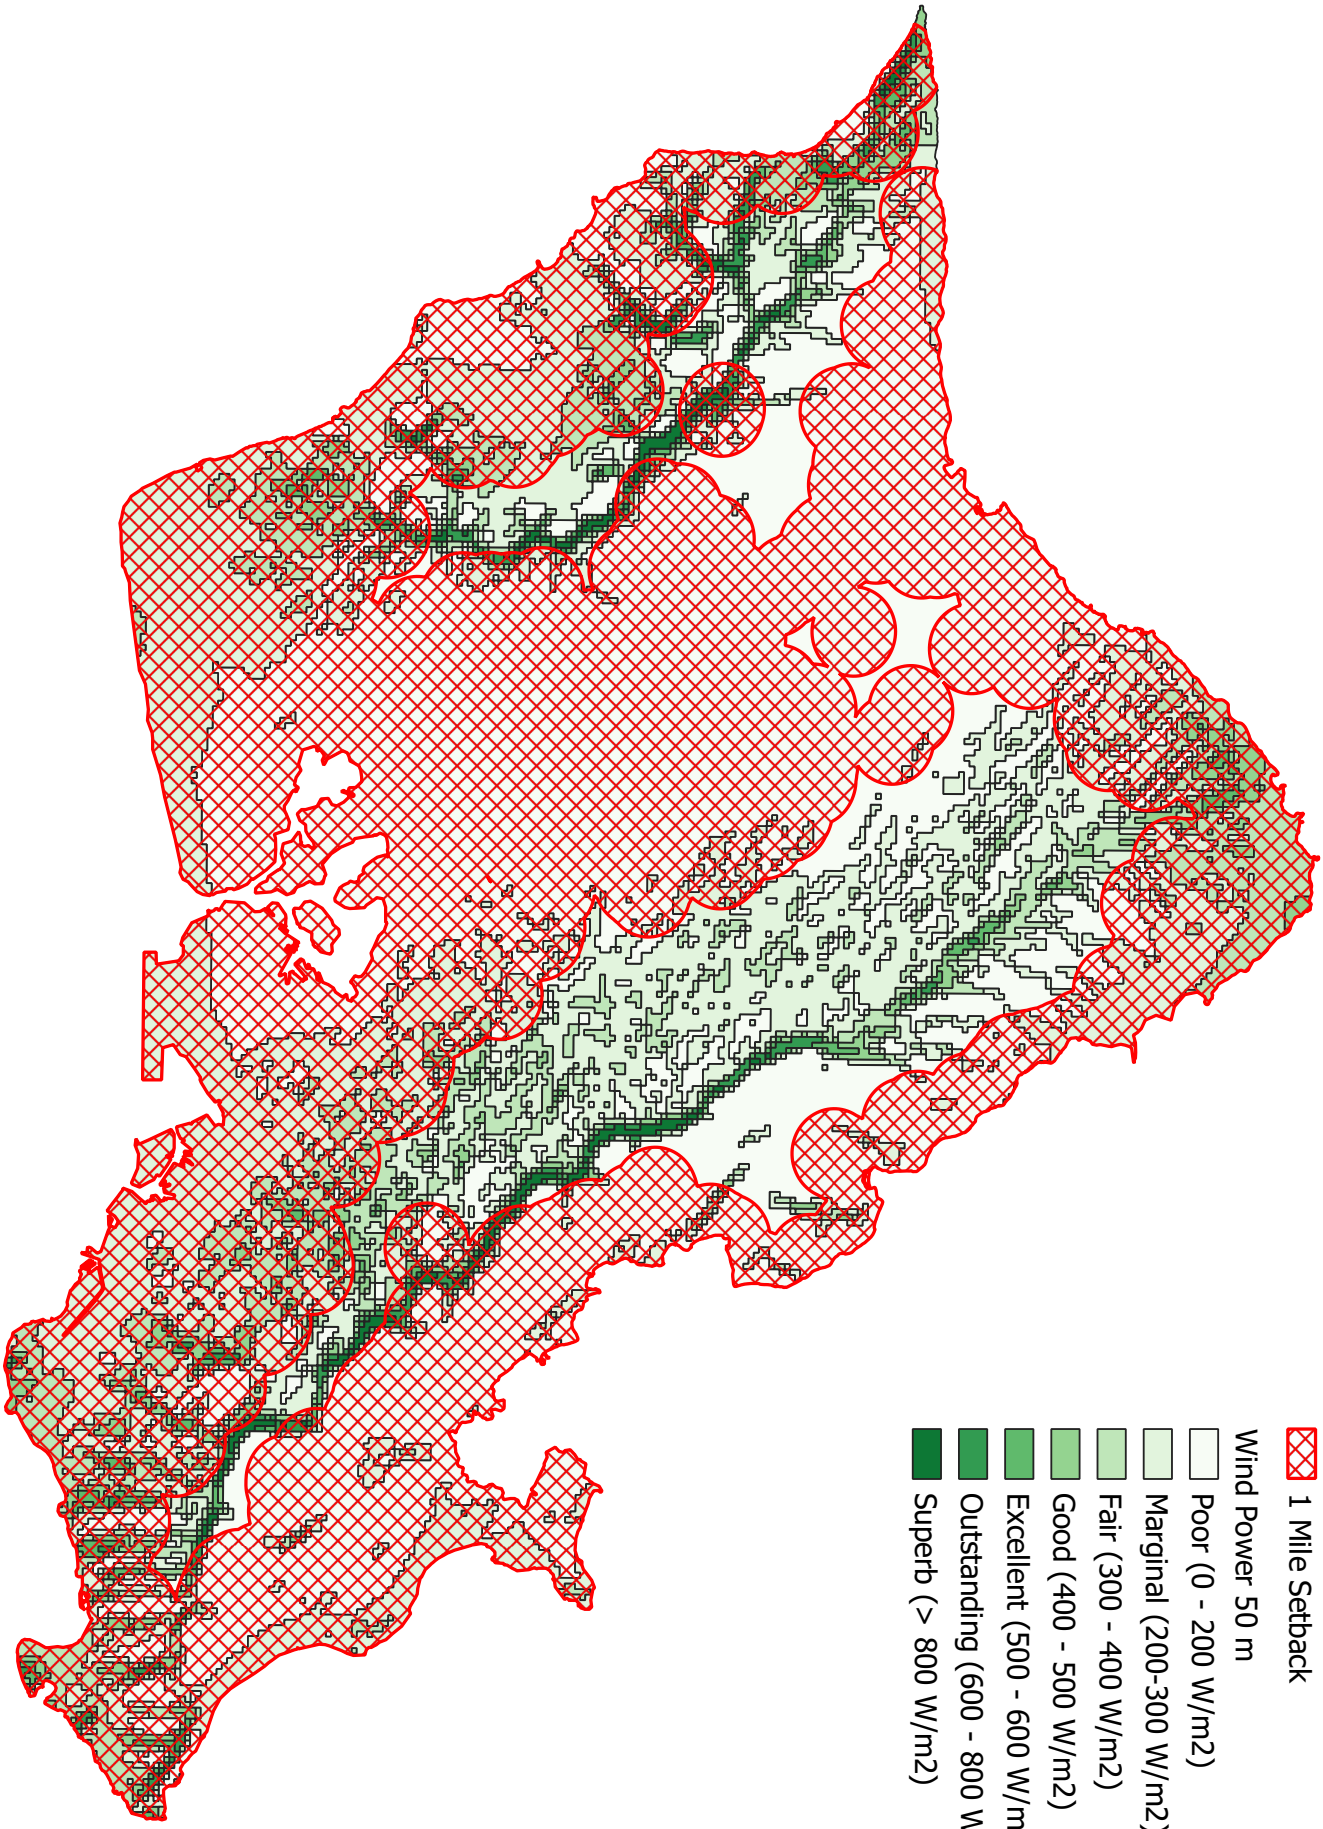 1 Mile Setback
Wind Power 50 m
Poor (0 - 200 W/m2)
Marginal (200-300 W/m2)
Fair (300 - 400 W/m2)
Good (400 - 500 W/m2)
Excellent (500 - 600 W/m
Outstanding (600 - 800 W
Superb (> 800 W/m2)